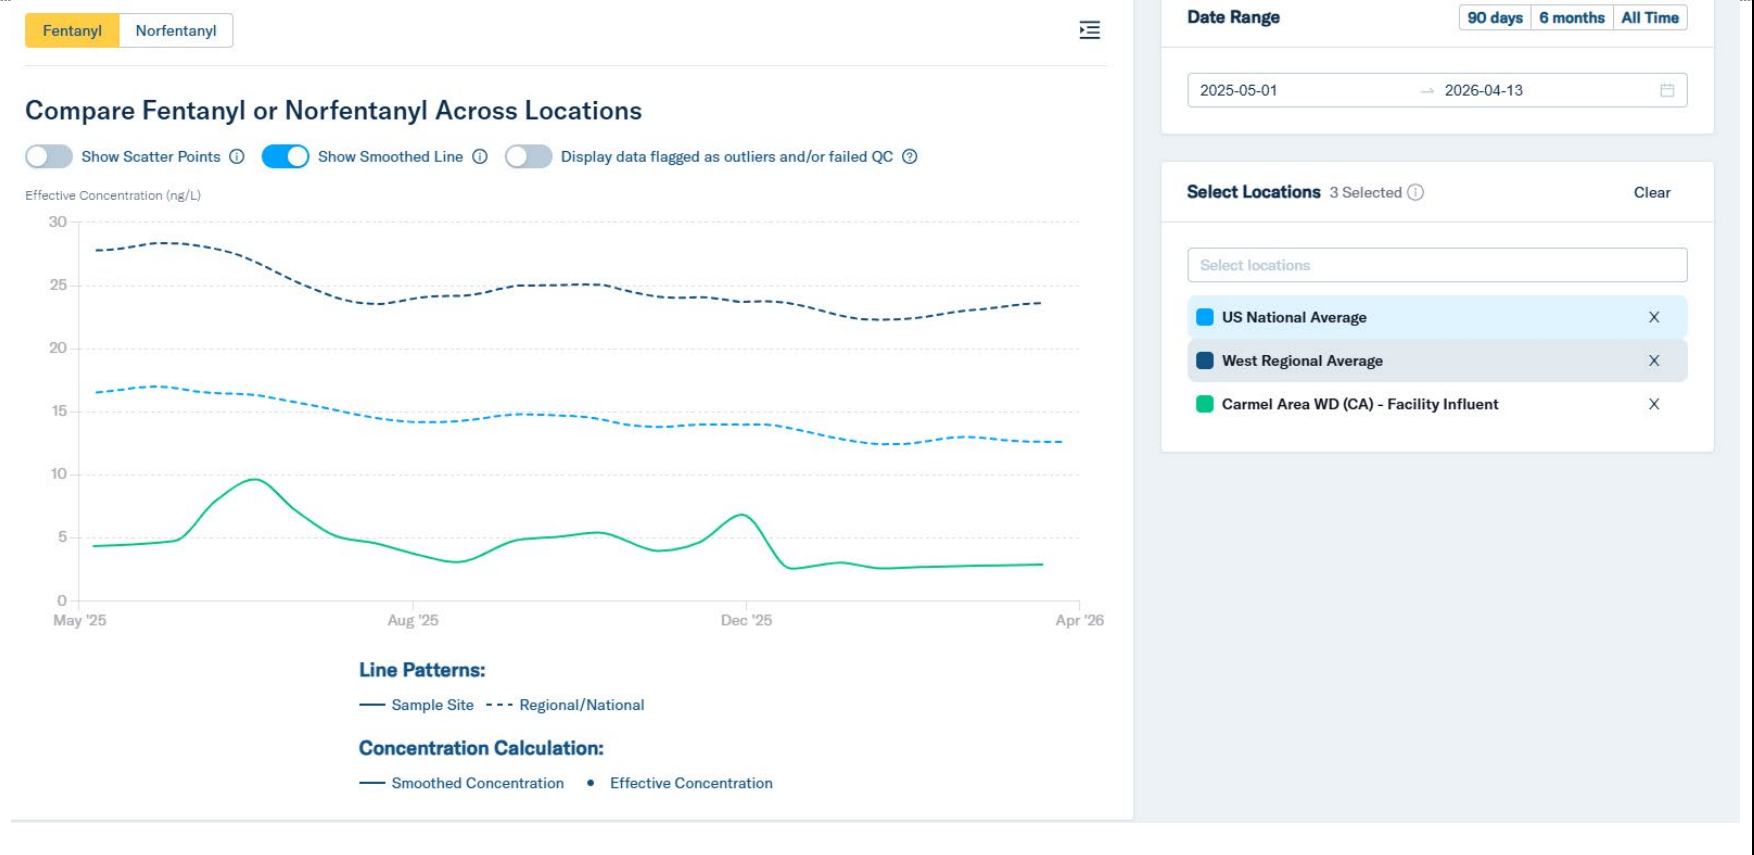 Fentanyl Norfentanyl
Compare Fentanyl or Norfentanyl Across Locations
Show Scatter Points Show Smoothed Line Display data flagged as outliers and/or failed QC
Effective Concentration (ng/L)
30
25
20
15
10
5
0
May '25 Aug '25 Dec '25 Apr '26
Line Patterns:
Sample Site Regional/National
Concentration Calculation:
Smoothed Concentration Effective Concentration
Date Range 90 days 6 months All Time
2025-05-01 → 2026-04-13
Select Locations 3 Selected Clear
Select locations
US National Average X
West Regional Average X
Carmel Area WD (CA) - Facility Influent X